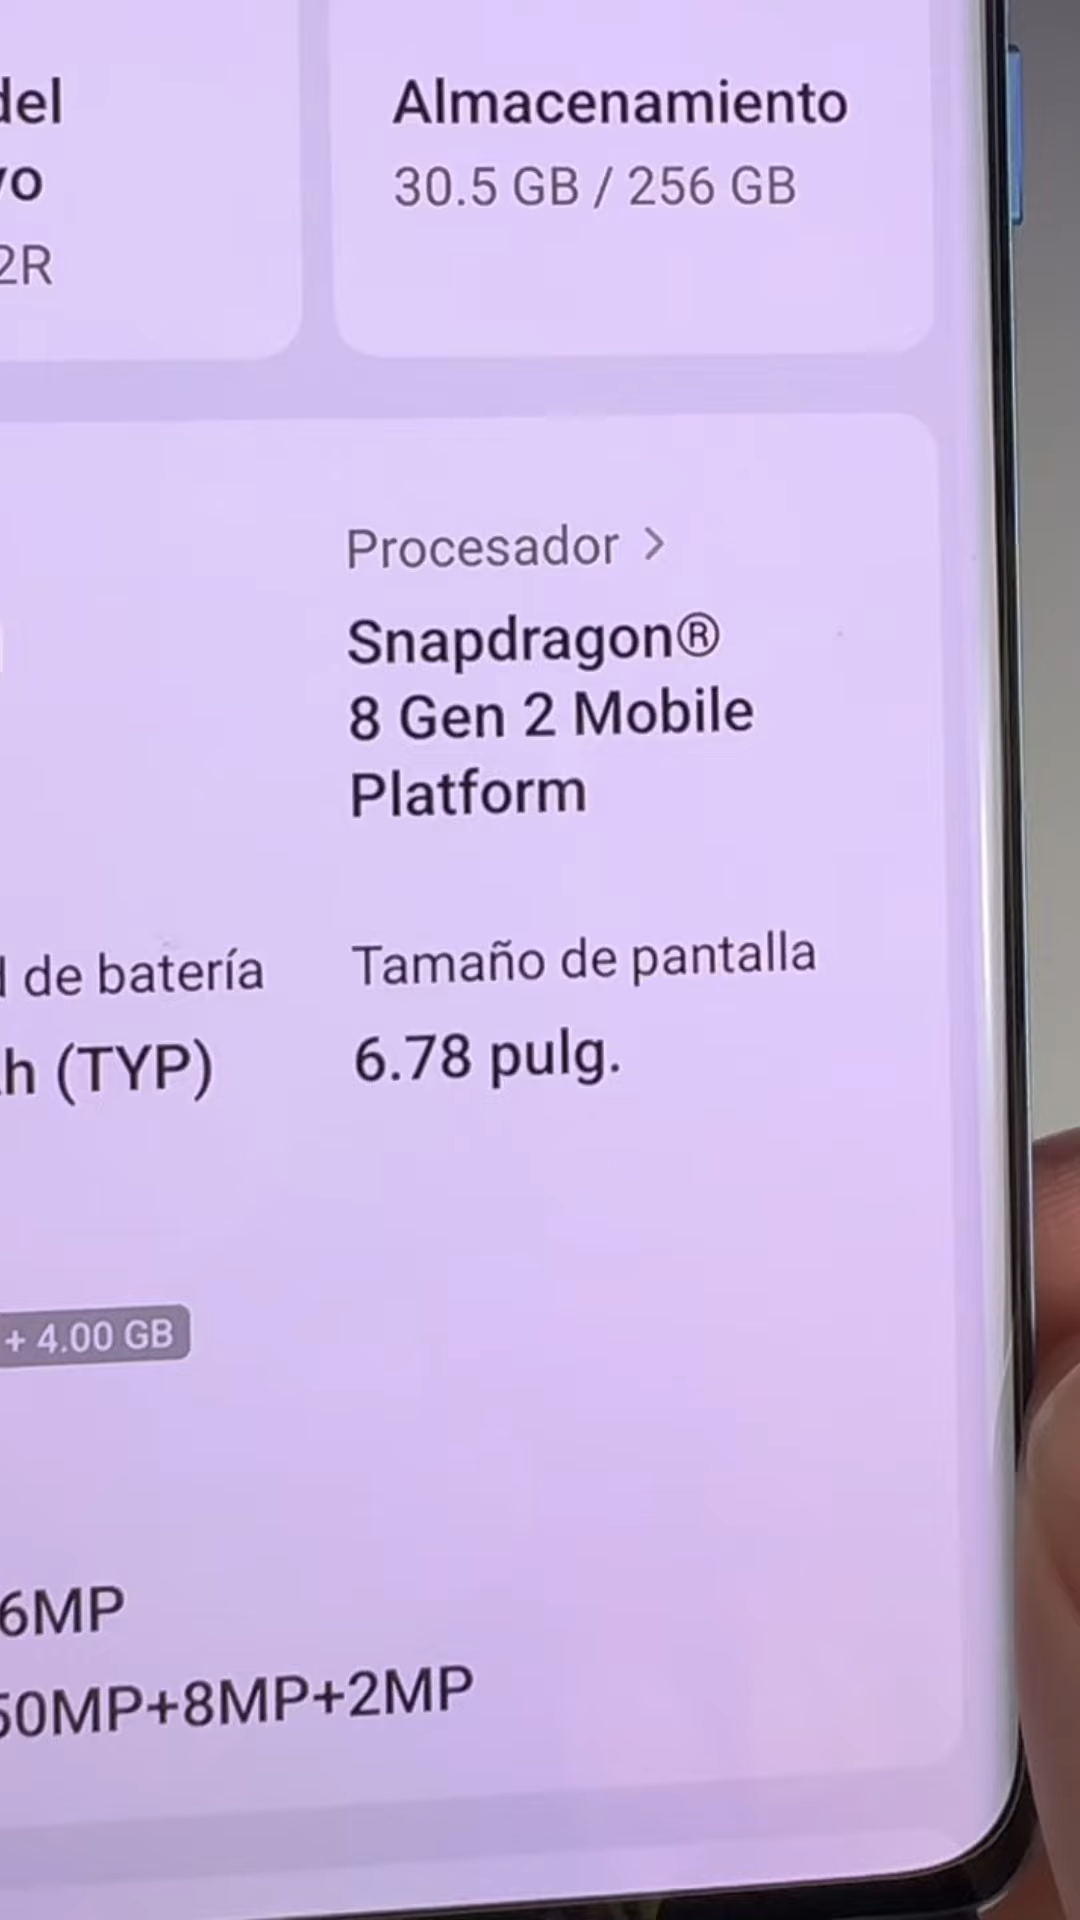 del
Almacenamiento
vo
30.5 GB / 256 GB
2R
Procesador >
Snapdragon®
8 Gen 2 Mobile
Platform
d de batería
Tamaño de pantalla
h (TYP)
6.78 pulg.
+ 4.00 GB
6MP
50MP+8MP+2MP